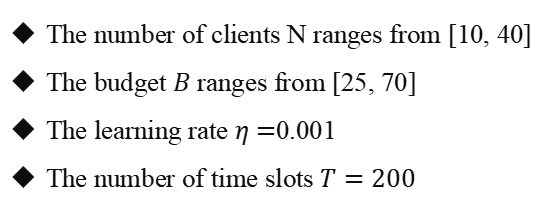 ◆ The number of clients N ranges from [10, 40]
◆ The budget B ranges from [25, 70]
◆ The learning rate η =0.001
◆ The number of time slots T = 200